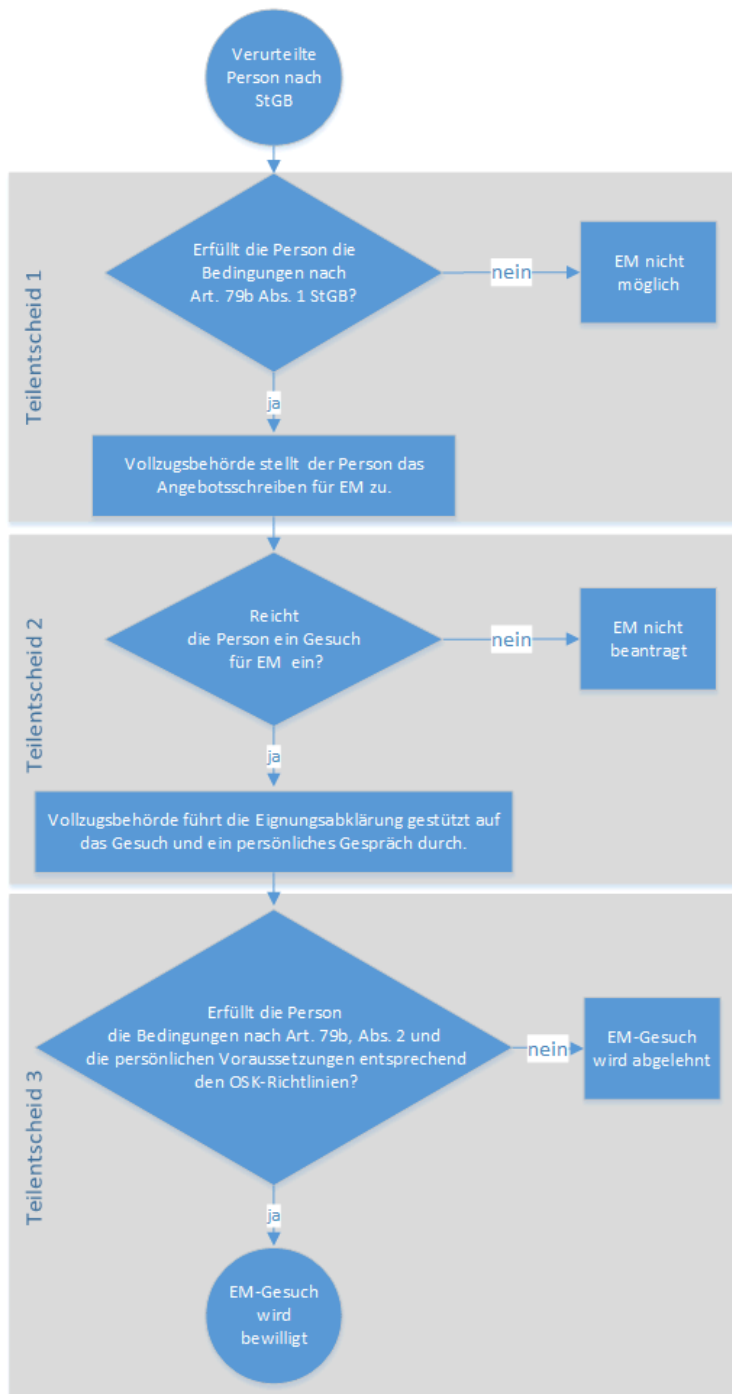 Verurteilte
Person nach
StGB
Teilentscheid 1
Erfüllt die Person die
Bedingungen nach
Art. 79b Abs. 1 StGB?
nein
EM nicht
möglich
ja
Vollzugsbehörde stellt der Person das
Angebotsschreiben für EM zu.
Teilentscheid 2
Reicht
die Person ein Gesuch
für EM ein?
nein
EM nicht
beantragt
ja
Vollzugsbehörde führt die Eignungsabklärung gestützt auf
das Gesuch und ein persönliches Gespräch durch.
Teilentscheid 3
Erfüllt die Person
die Bedingungen nach Art. 79b, Abs. 2 und
die persönlichen Voraussetzungen entsprechend
den OSK-Richtlinien?
nein
EM-Gesuch
wird abgelehnt
ja
EM-Gesuch
wird
bewilligt